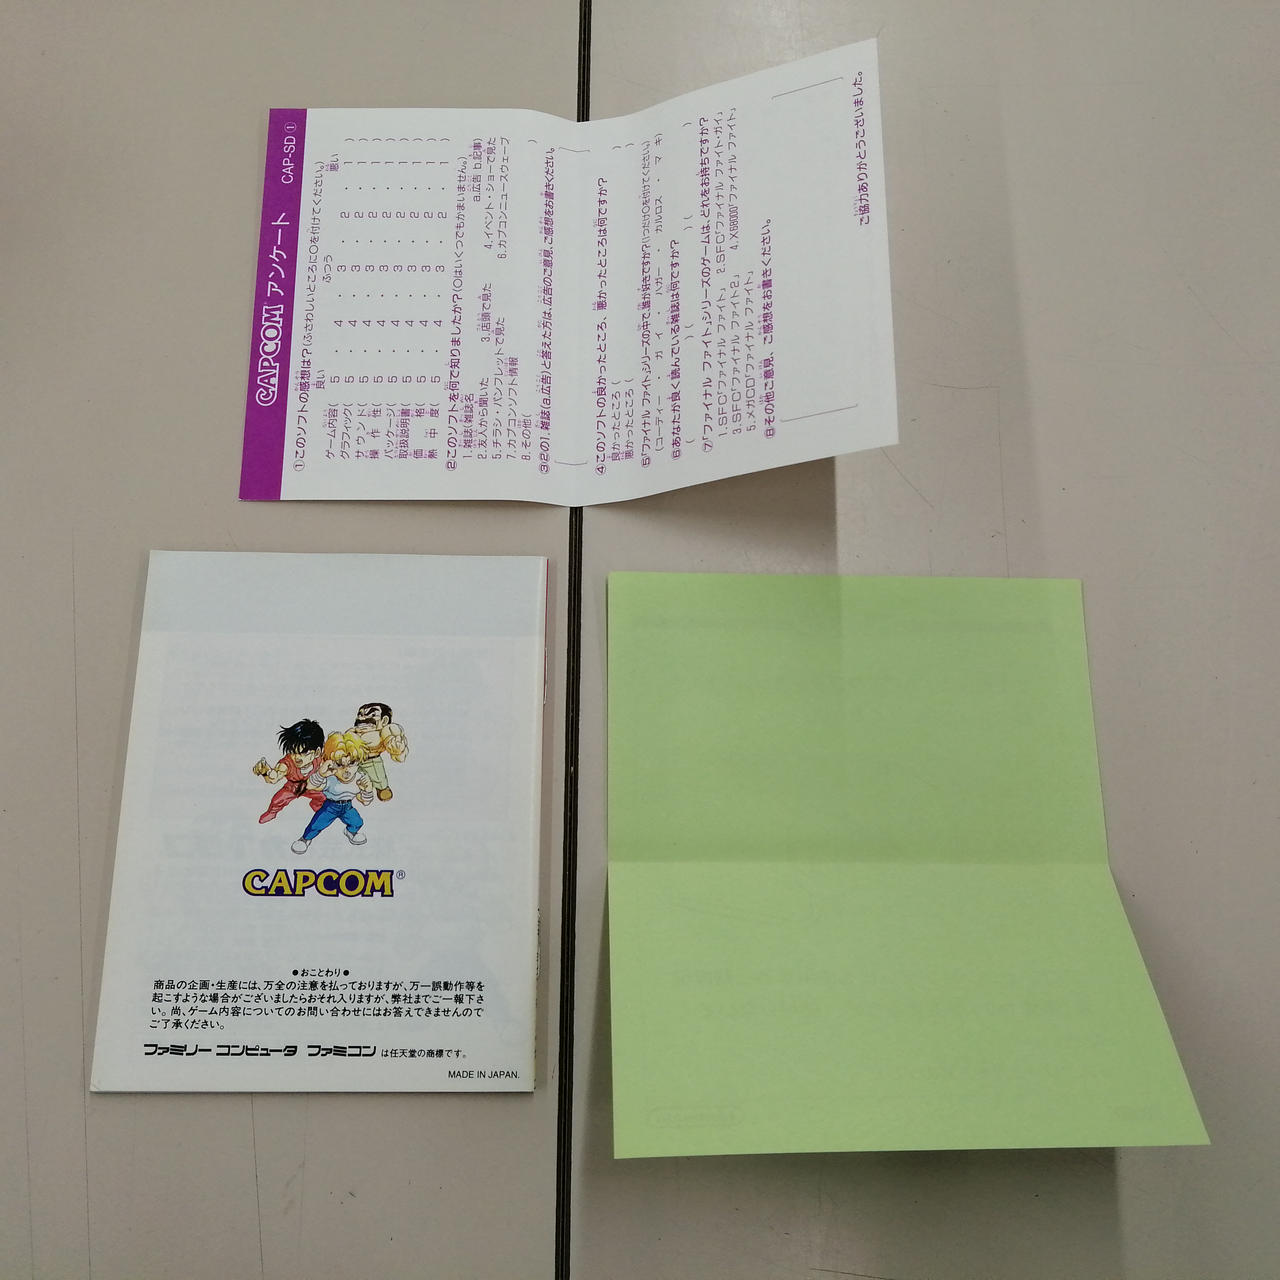 CAPCOM アンケート CAP-SD ①
①このソフトの感想は?(ふさわしいところに○を付けてください。)
良い ふつう 悪い
ゲーム内容( 5 ・ 4 ・ 3 ・ 2 ・ 1 )
グラフィック( 5 ・ 4 ・ 3 ・ 2 ・ 1 )
サウンド( 5 ・ 4 ・ 3 ・ 2 ・ 1 )
操作性( 5 ・ 4 ・ 3 ・ 2 ・ 1 )
パッケージ( 5 ・ 4 ・ 3 ・ 2 ・ 1 )
取扱説明書( 5 ・ 4 ・ 3 ・ 2 ・ 1 )
価格( 5 ・ 4 ・ 3 ・ 2 ・ 1 )
熱中度( 5 ・ 4 ・ 3 ・ 2 ・ 1 )
②このソフトを何で知りましたか?(○はいくつでもかまいません。)
1.雑誌(雑誌名 a.広告 b.記事)
2.友人から聞いた 3.店頭で見た 4.イベント・ショーで見た
5.チラシ・パンフレットで見た 6.カプコンニュースウェーブ
7.カプコンソフト情報
8.その他( )
③②の1.雑誌(a.広告)と答えた方は、広告のご意見、ご感想をお書きください。
④このソフトの良かったところ、悪かったところは何ですか?
良かったところ( )
悪かったところ( )
⑤「ファイナル ファイト」シリーズの中で、誰が好きですか?(1つだけ○を付けてください。)
(コーディー ・ ガイ ・ ハガー ・ カルロス ・ マキ)
⑥あなたが良く読んでいる雑誌は何ですか?
( )( )( )
⑦「ファイナル ファイト」シリーズのゲームは、どれをお持ちですか?
1.SFC「ファイナル ファイト」 2.SFC「ファイナル ファイト・ガイ」
3.SFC「ファイナル ファイト2」 4.X68000「ファイナル ファイト」
5.メガCD「ファイナル ファイト」
⑧その他ご意見、ご感想をお書きください。
ご協力ありがとうございました。
CAPCOM®
●おことわり●
商品の企画・生産には、万全の注意を払っておりますが、万一誤動作等を
起こすような場合がございましたらおそれ入りますが、弊社までご一報下さ
い。尚、ゲーム内容についてのお問い合わせにはお答えできませんので
ご了承ください。
ファミリー コンピュータ ファミコン は任天堂の商標です。
MADE IN JAPAN.